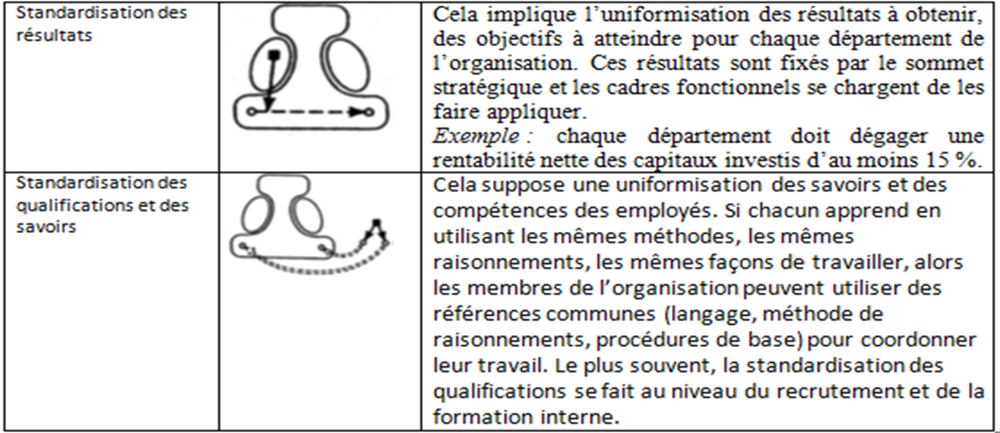 Standardisation des
résultats
Cela implique l'uniformisation des résultats à obtenir,
des objectifs à atteindre pour chaque département de
l'organisation. Ces résultats sont fixés par le sommet
stratégique et les cadres fonctionnels se chargent de les
faire appliquer.
Exemple : chaque département doit dégager une
rentabilité nette des capitaux investis d'au moins 15 %.
Standardisation des
qualifications et des
savoirs
Cela suppose une uniformisation des savoirs et des
compétences des employés. Si chacun apprend en
utilisant les mêmes méthodes, les mêmes
raisonnements, les mêmes façons de travailler, alors
les membres de l'organisation peuvent utiliser des
références communes (langage, méthode de
raisonnements, procédures de base) pour coordonner
leur travail. Le plus souvent, la standardisation des
qualifications se fait au niveau du recrutement et de la
formation interne.